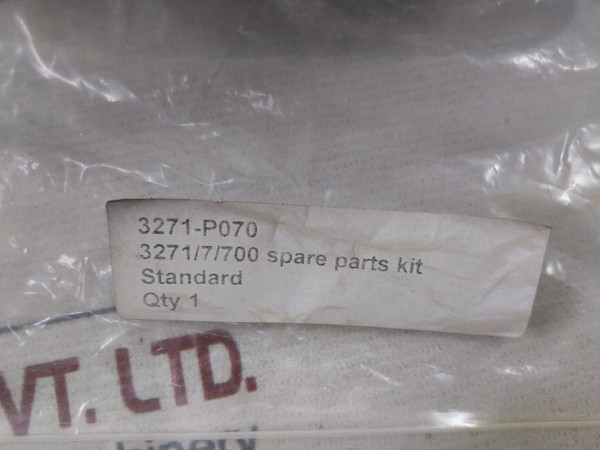 3271-P070
3271/7/700 spare parts kit
Standard
Qty 1
VT. LTD.